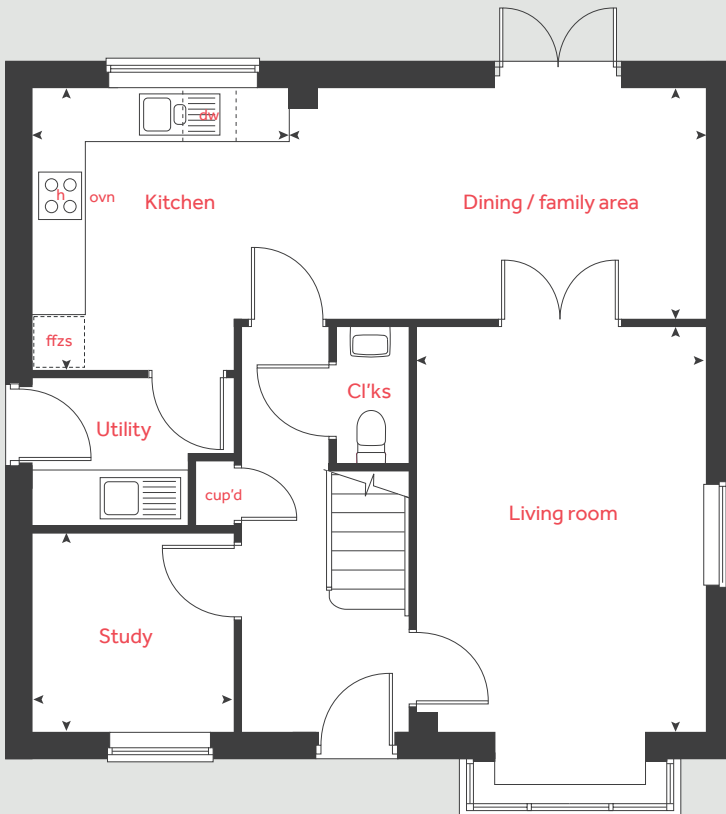 dw
h
ovn
Kitchen
Dining / family area
ffzs
Cl'ks
Utility
cup'd
Living room
Study